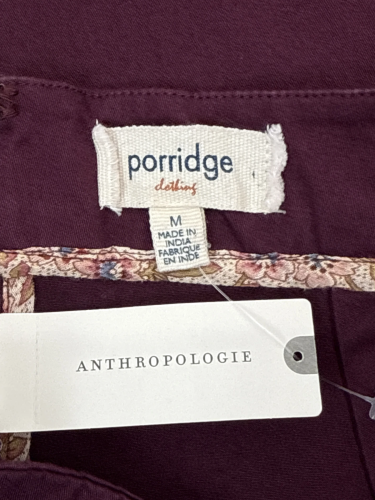 porridge
clothing
M
MADE IN
INDIA
FABRIQUE
EN INDE
ANTHROPOLOGIE